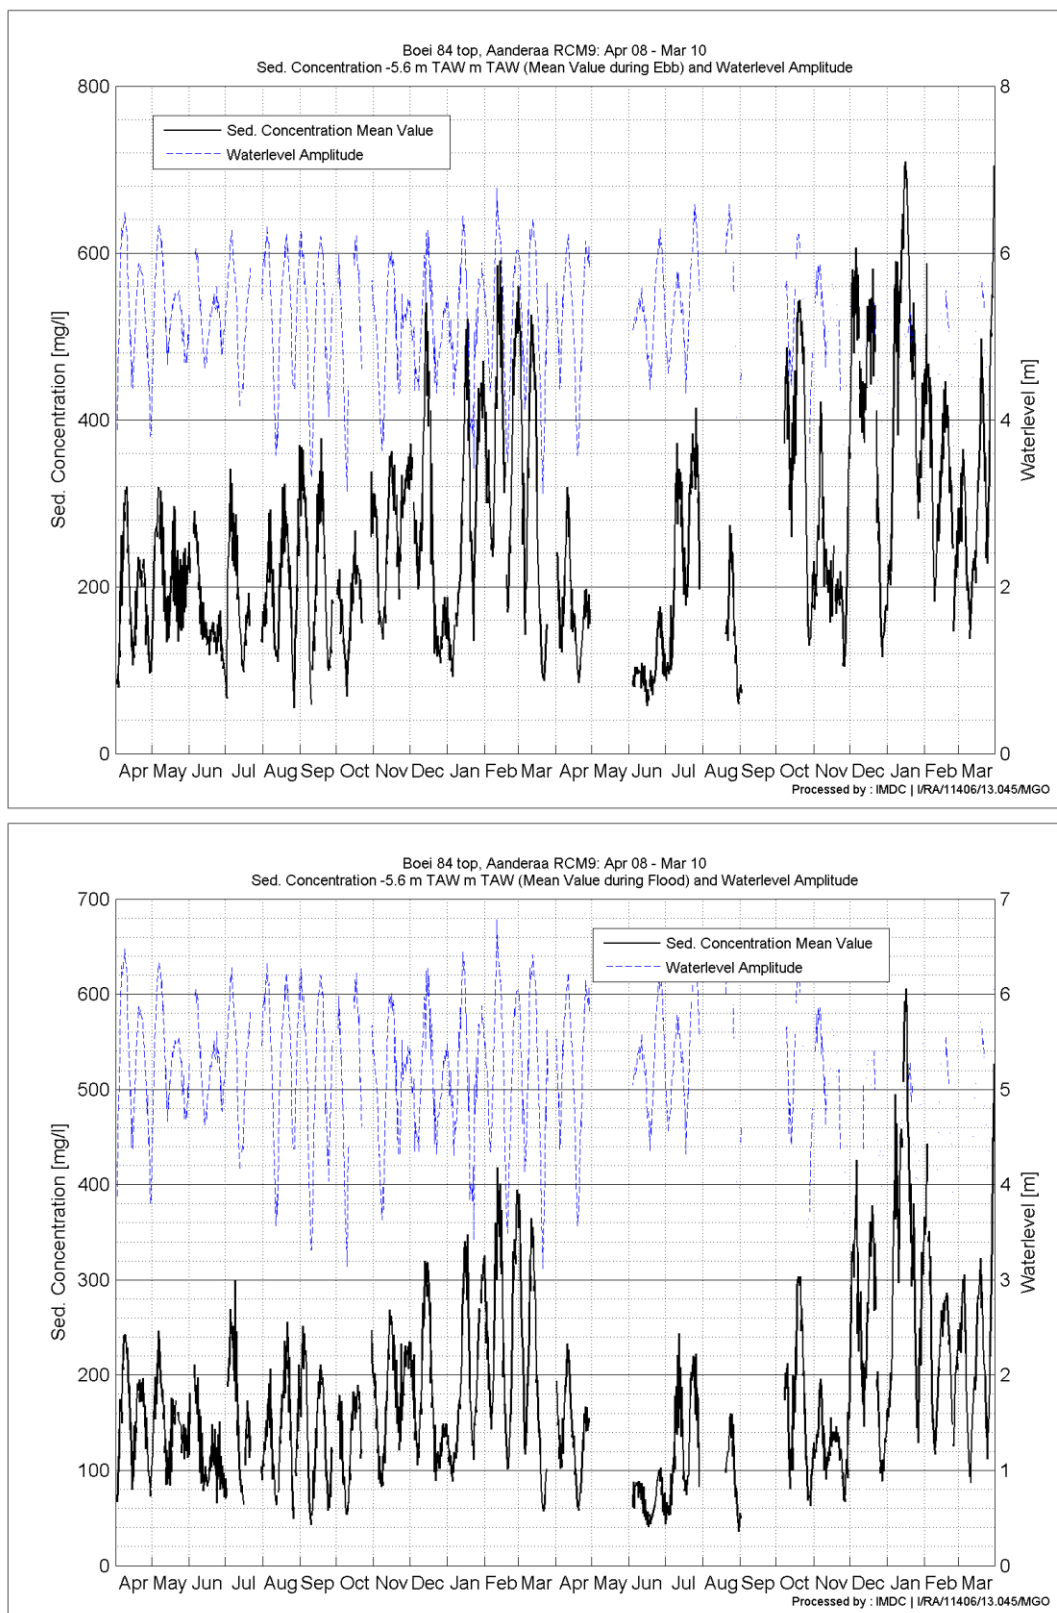 Boei 84 top, Aanderaa RCM9: Apr 08 - Mar 10
Sed. Concentration -5.6 m TAW m TAW (Mean Value during Ebb) and Waterlevel Amplitude
800
8
Sed. Concentration Mean Value
Waterlevel Amplitude
600
6
Sed. Concentration [mg/l]
Waterlevel [m]
400
4
200
2
0
0
Apr May Jun Jul Aug Sep Oct Nov Dec Jan Feb Mar Apr May Jun Jul Aug Sep Oct Nov Dec Jan Feb Mar
Processed by : IMDC | I/RA/11406/13.045/MGO
Boei 84 top, Aanderaa RCM9: Apr 08 - Mar 10
Sed. Concentration -5.6 m TAW m TAW (Mean Value during Flood) and Waterlevel Amplitude
700
7
Sed. Concentration Mean Value
Waterlevel Amplitude
600
6
500
5
Sed. Concentration [mg/l]
Waterlevel [m]
400
4
300
3
200
2
100
1
0
0
Apr May Jun Jul Aug Sep Oct Nov Dec Jan Feb Mar Apr May Jun Jul Aug Sep Oct Nov Dec Jan Feb Mar
Processed by : IMDC | I/RA/11406/13.045/MGO